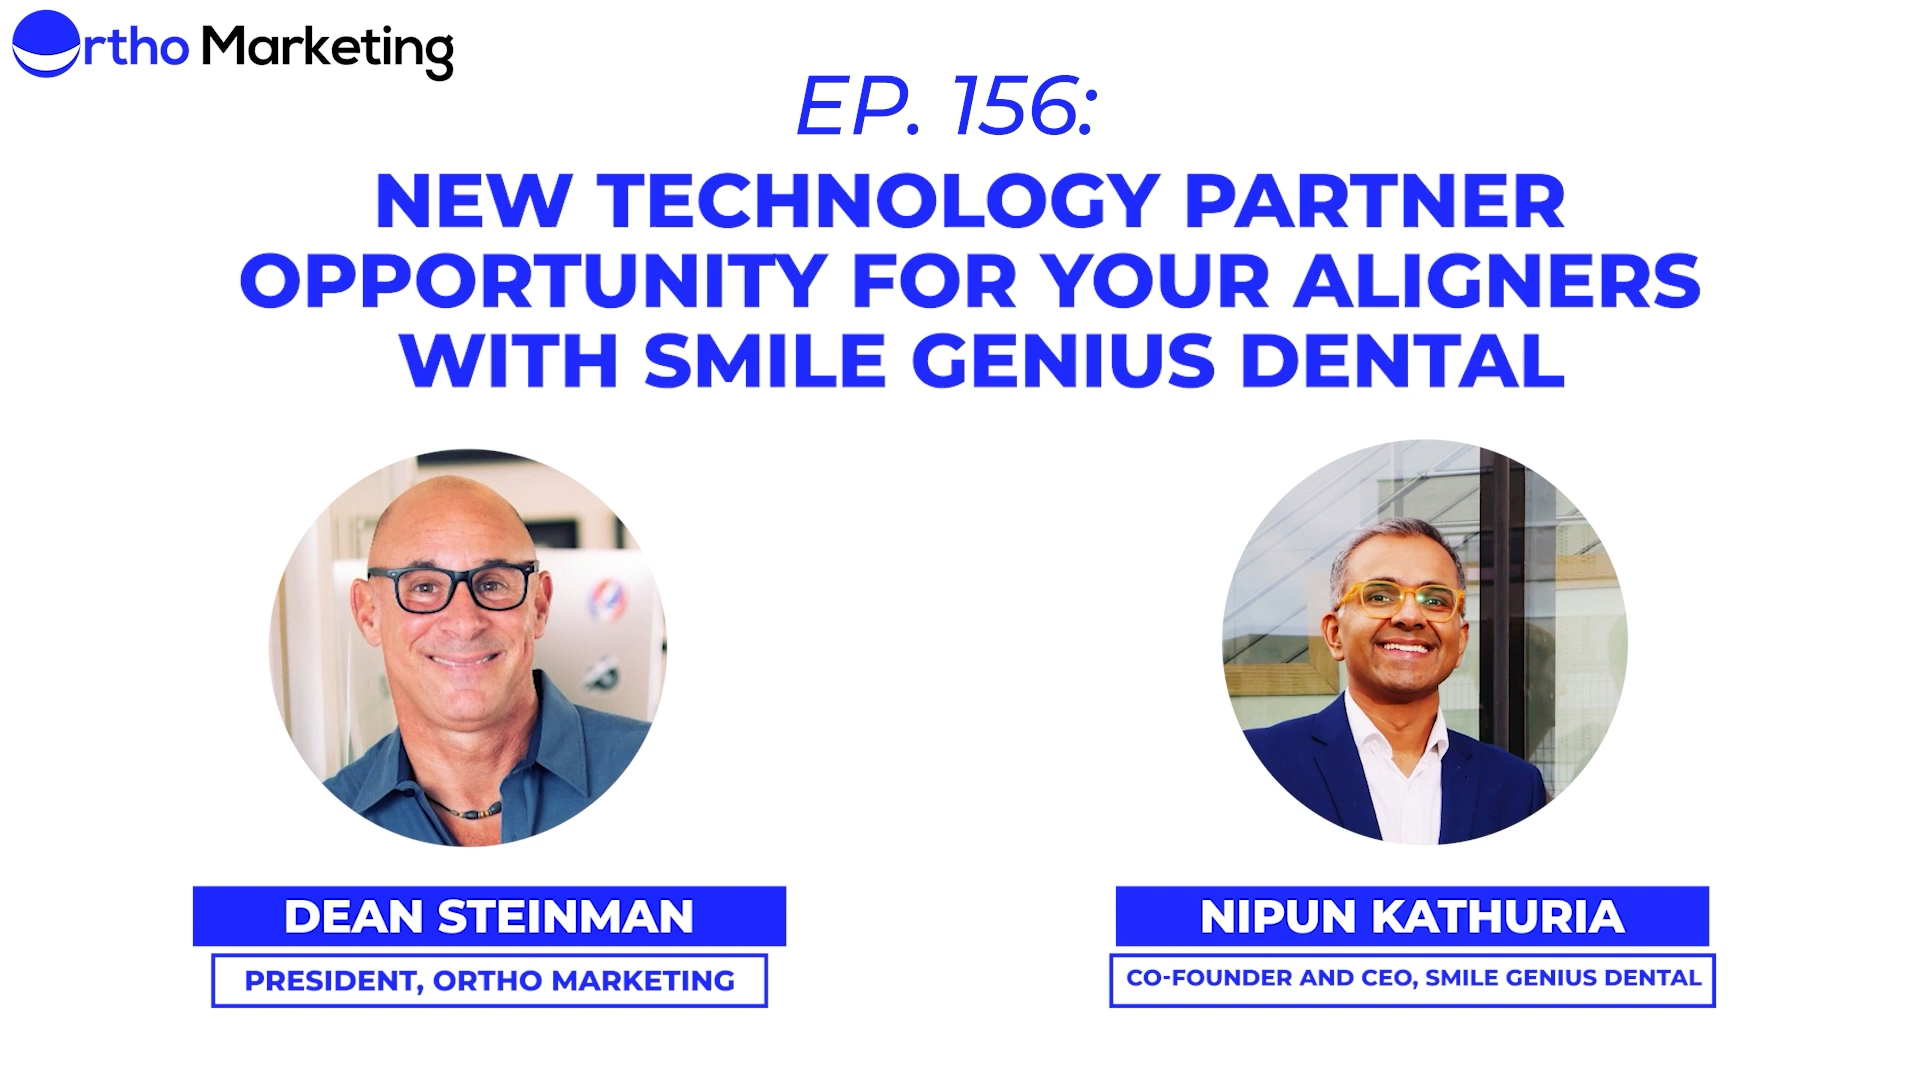 Ortho Marketing
EP. 156:
NEW TECHNOLOGY PARTNER
OPPORTUNITY FOR YOUR ALIGNERS
WITH SMILE GENIUS DENTAL
DEAN STEINMAN
PRESIDENT, ORTHO MARKETING
NIPUN KATHURIA
CO-FOUNDER AND CEO, SMILE GENIUS DENTAL